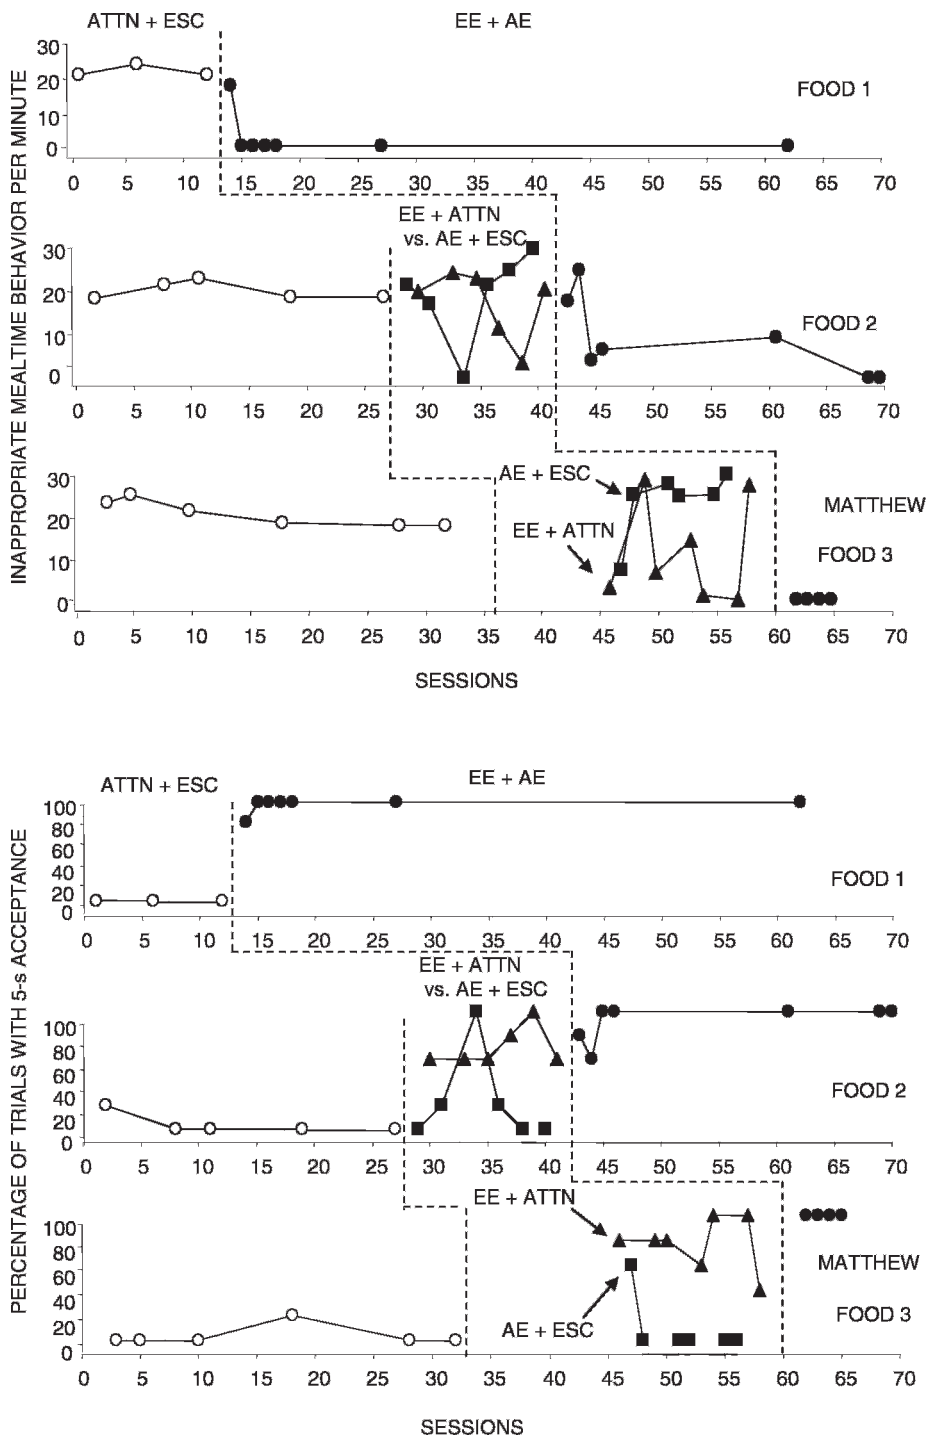 ATTN + ESC EE + AE
30
20
10
0
FOOD 1
0 5 10 15 20 25 30 35 40 45 50 55 60 65 70
INAPPROPRIATE MEALTIME BEHAVIOR PER MINUTE
EE + ATTN
vs. AE + ESC
30
20
10
0
FOOD 2
0 5 10 15 20 25 30 35 40 45 50 55 60 65 70
AE + ESC
EE + ATTN
30
20
10
0
MATTHEW
FOOD 3
0 5 10 15 20 25 30 35 40 45 50 55 60 65 70
SESSIONS
ATTN + ESC EE + AE
100
80
60
40
20
0
FOOD 1
0 5 10 15 20 25 30 35 40 45 50 55 60 65 70
PERCENTAGE OF TRIALS WITH 5-s ACCEPTANCE
EE + ATTN
vs. AE + ESC
100
80
60
40
20
0
FOOD 2
0 5 10 15 20 25 30 35 40 45 50 55 60 65 70
EE + ATTN
AE + ESC
100
80
60
40
20
0
MATTHEW
FOOD 3
0 5 10 15 20 25 30 35 40 45 50 55 60 65 70
SESSIONS